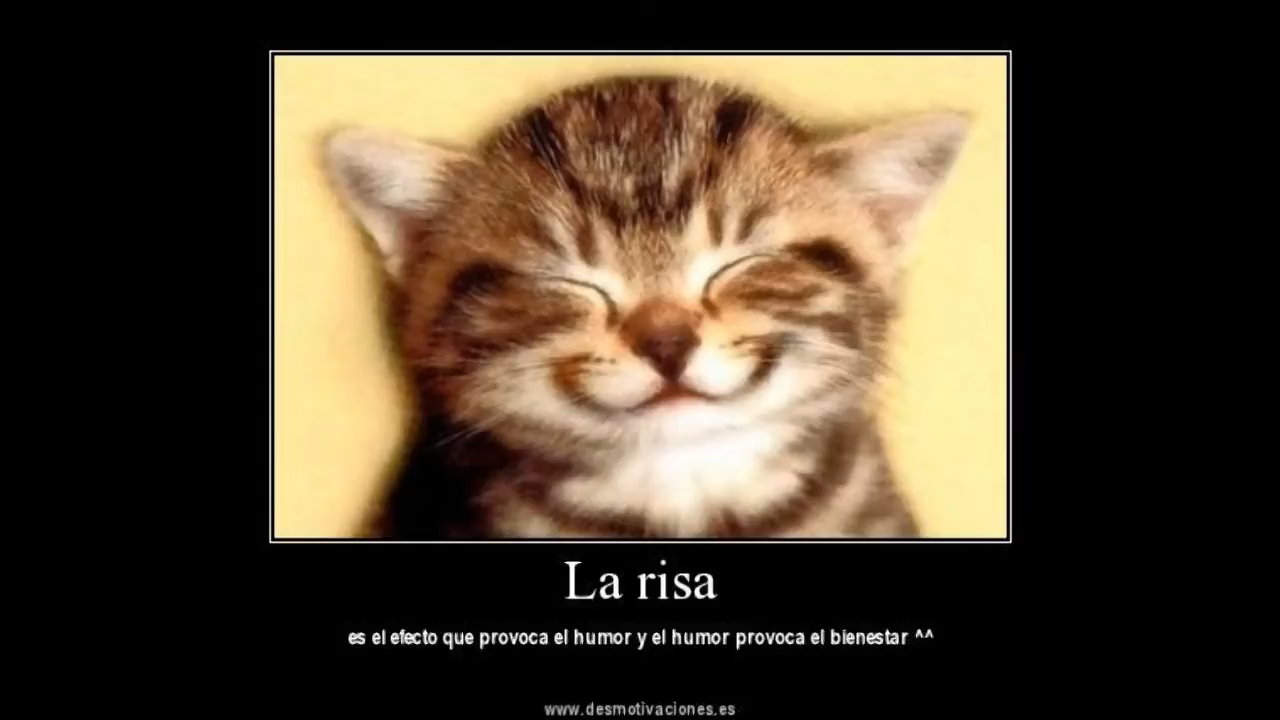 La risa
es el efecto que provoca el humor y el humor provoca el bienestar ^^
www.desmotivaciones.es